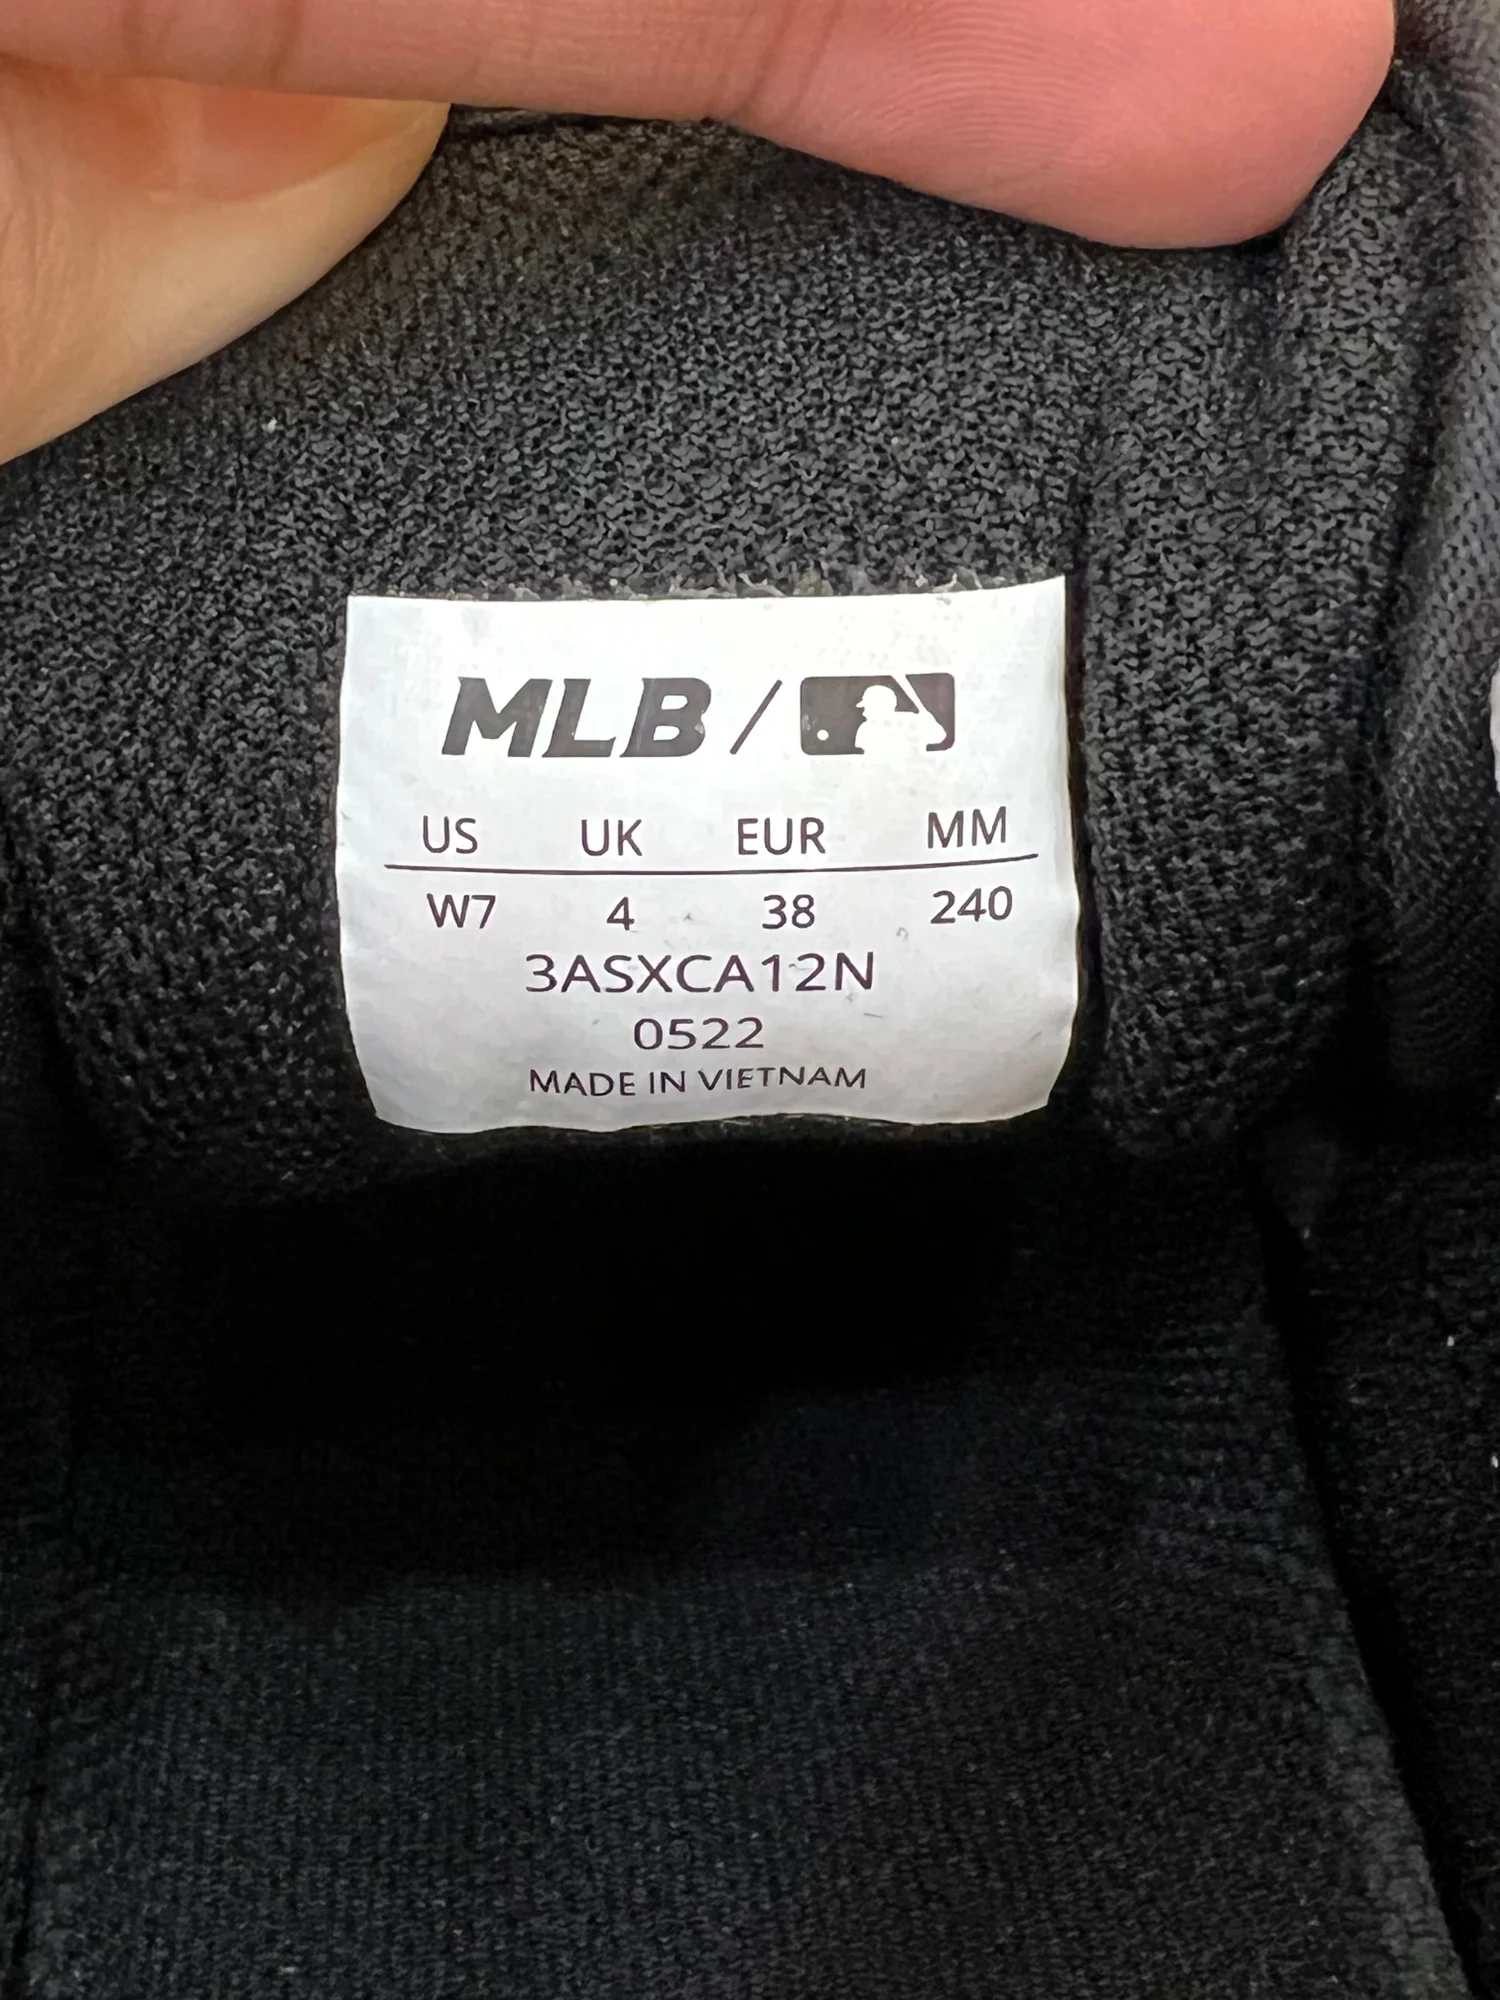 MLB /
US UK EUR MM
W7 4 38 240
3ASXCA12N
0522
MADE IN VIETNAM